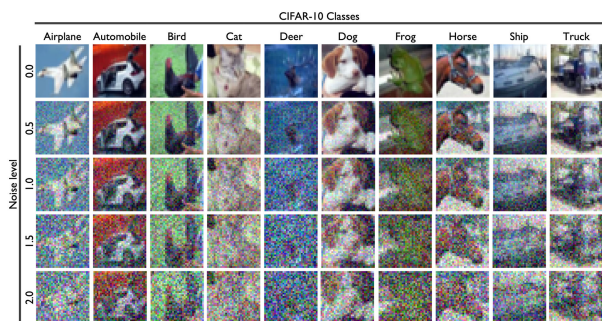 CIFAR-10 Classes
Airplane Automobile Bird Cat Deer Dog Frog Horse Ship Truck
Noise level
0.0
0.5
1.0
1.5
2.0